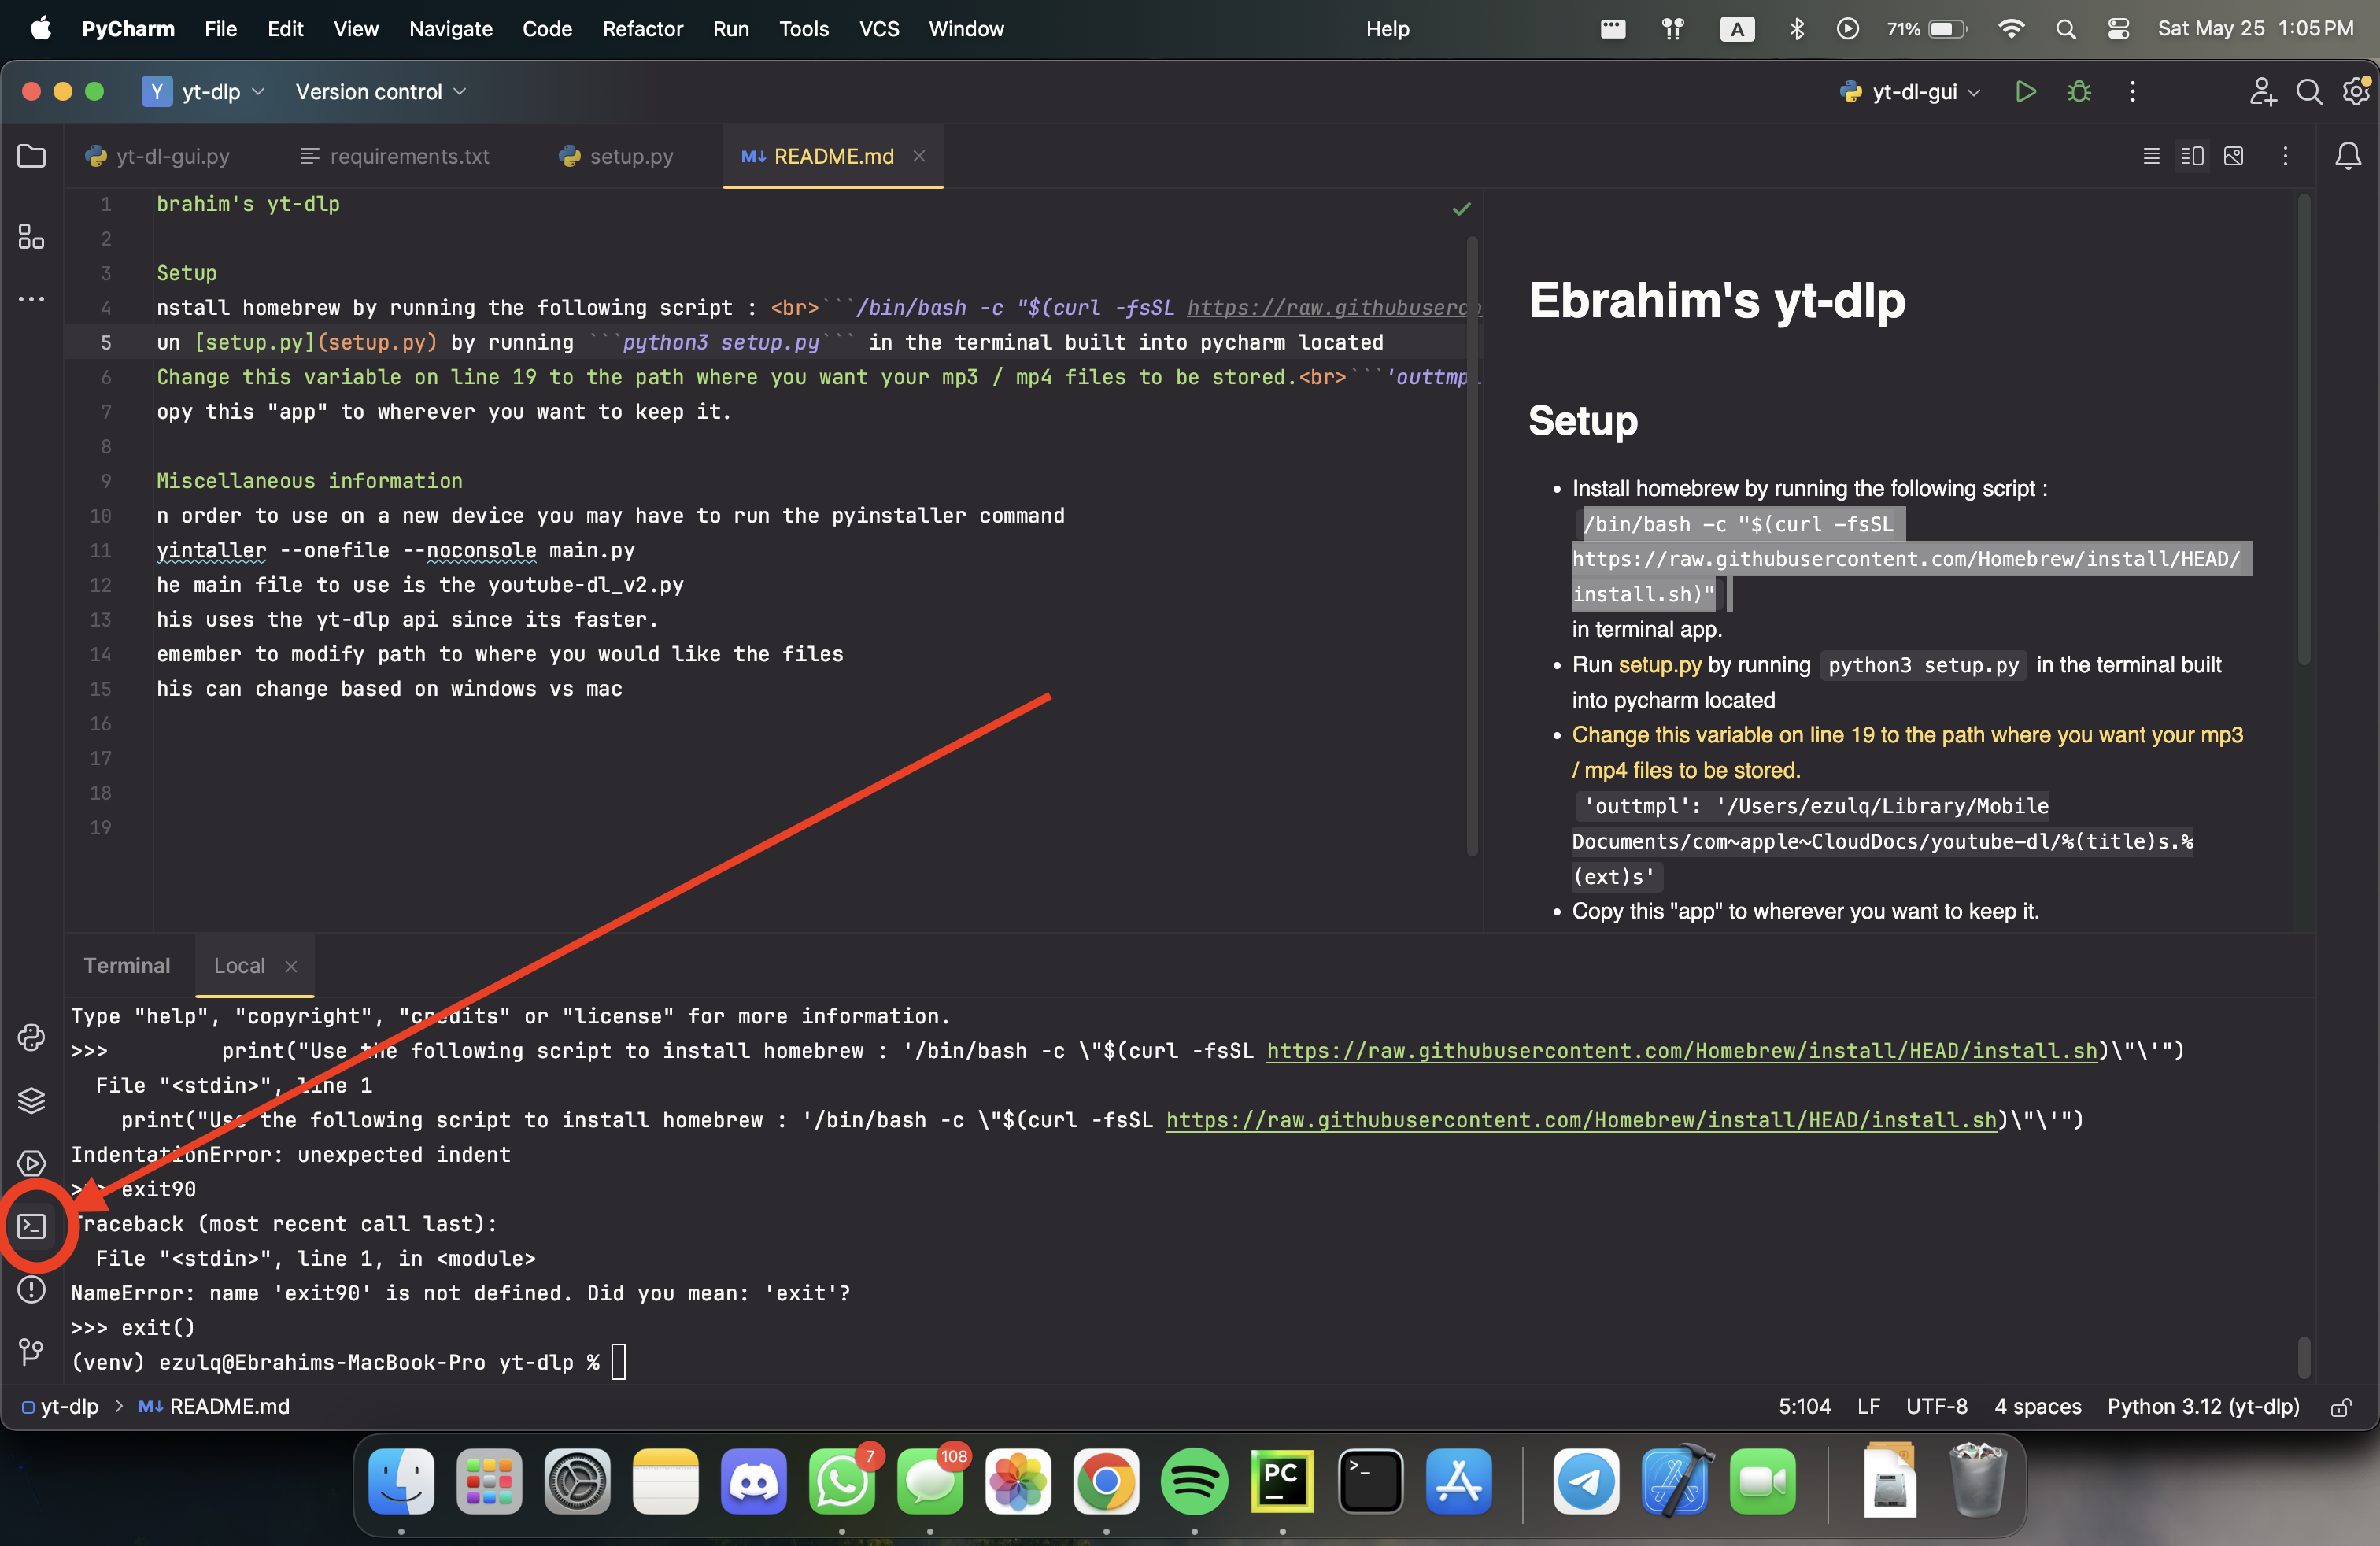 PyCharm File Edit View Navigate Code Refactor Run Tools VCS Window Help A 71% Sat May 25 1:05 PM
Y yt-dlp Version control yt-dl-gui
yt-dl-gui.py requirements.txt setup.py M↓ README.md
1 brahim's yt-dlp
2
3 Setup
4 nstall homebrew by running the following script : <br>```/bin/bash -c "$(curl -fsSL https://raw.githubuserco
5 un [setup.py](setup.py) by running ```python3 setup.py``` in the terminal built into pycharm located
6 Change this variable on line 19 to the path where you want your mp3 / mp4 files to be stored.<br>```'outtmpl
7 opy this "app" to wherever you want to keep it.
8
9 Miscellaneous information
10 n order to use on a new device you may have to run the pyinstaller command
11 yintaller --onefile --noconsole main.py
12 he main file to use is the youtube-dl_v2.py
13 his uses the yt-dlp api since its faster.
14 emember to modify path to where you would like the files
15 his can change based on windows vs mac
16
17
18
19
Ebrahim's yt-dlp
Setup
• Install homebrew by running the following script :
/bin/bash -c "$(curl -fsSL
https://raw.githubusercontent.com/Homebrew/install/HEAD/
install.sh)"
in terminal app.
• Run setup.py by running python3 setup.py in the terminal built
into pycharm located
• Change this variable on line 19 to the path where you want your mp3
/ mp4 files to be stored.
'outtmpl': '/Users/ezulq/Library/Mobile
Documents/com~apple~CloudDocs/youtube-dl/%(title)s.%
(ext)s'
• Copy this "app" to wherever you want to keep it.
Terminal Local
Type "help", "copyright", "credits" or "license" for more information.
>>> print("Use the following script to install homebrew : '/bin/bash -c \"$(curl -fsSL https://raw.githubusercontent.com/Homebrew/install/HEAD/install.sh)\"\'")
File "<stdin>", line 1
print("Use the following script to install homebrew : '/bin/bash -c \"$(curl -fsSL https://raw.githubusercontent.com/Homebrew/install/HEAD/install.sh)\"\'")
IndentationError: unexpected indent
>>> exit90
Traceback (most recent call last):
File "<stdin>", line 1, in <module>
NameError: name 'exit90' is not defined. Did you mean: 'exit'?
>>> exit()
(venv) ezulq@Ebrahims-MacBook-Pro yt-dlp %
yt-dlp > M↓ README.md 5:104 LF UTF-8 4 spaces Python 3.12 (yt-dlp)
7 108 PC >_